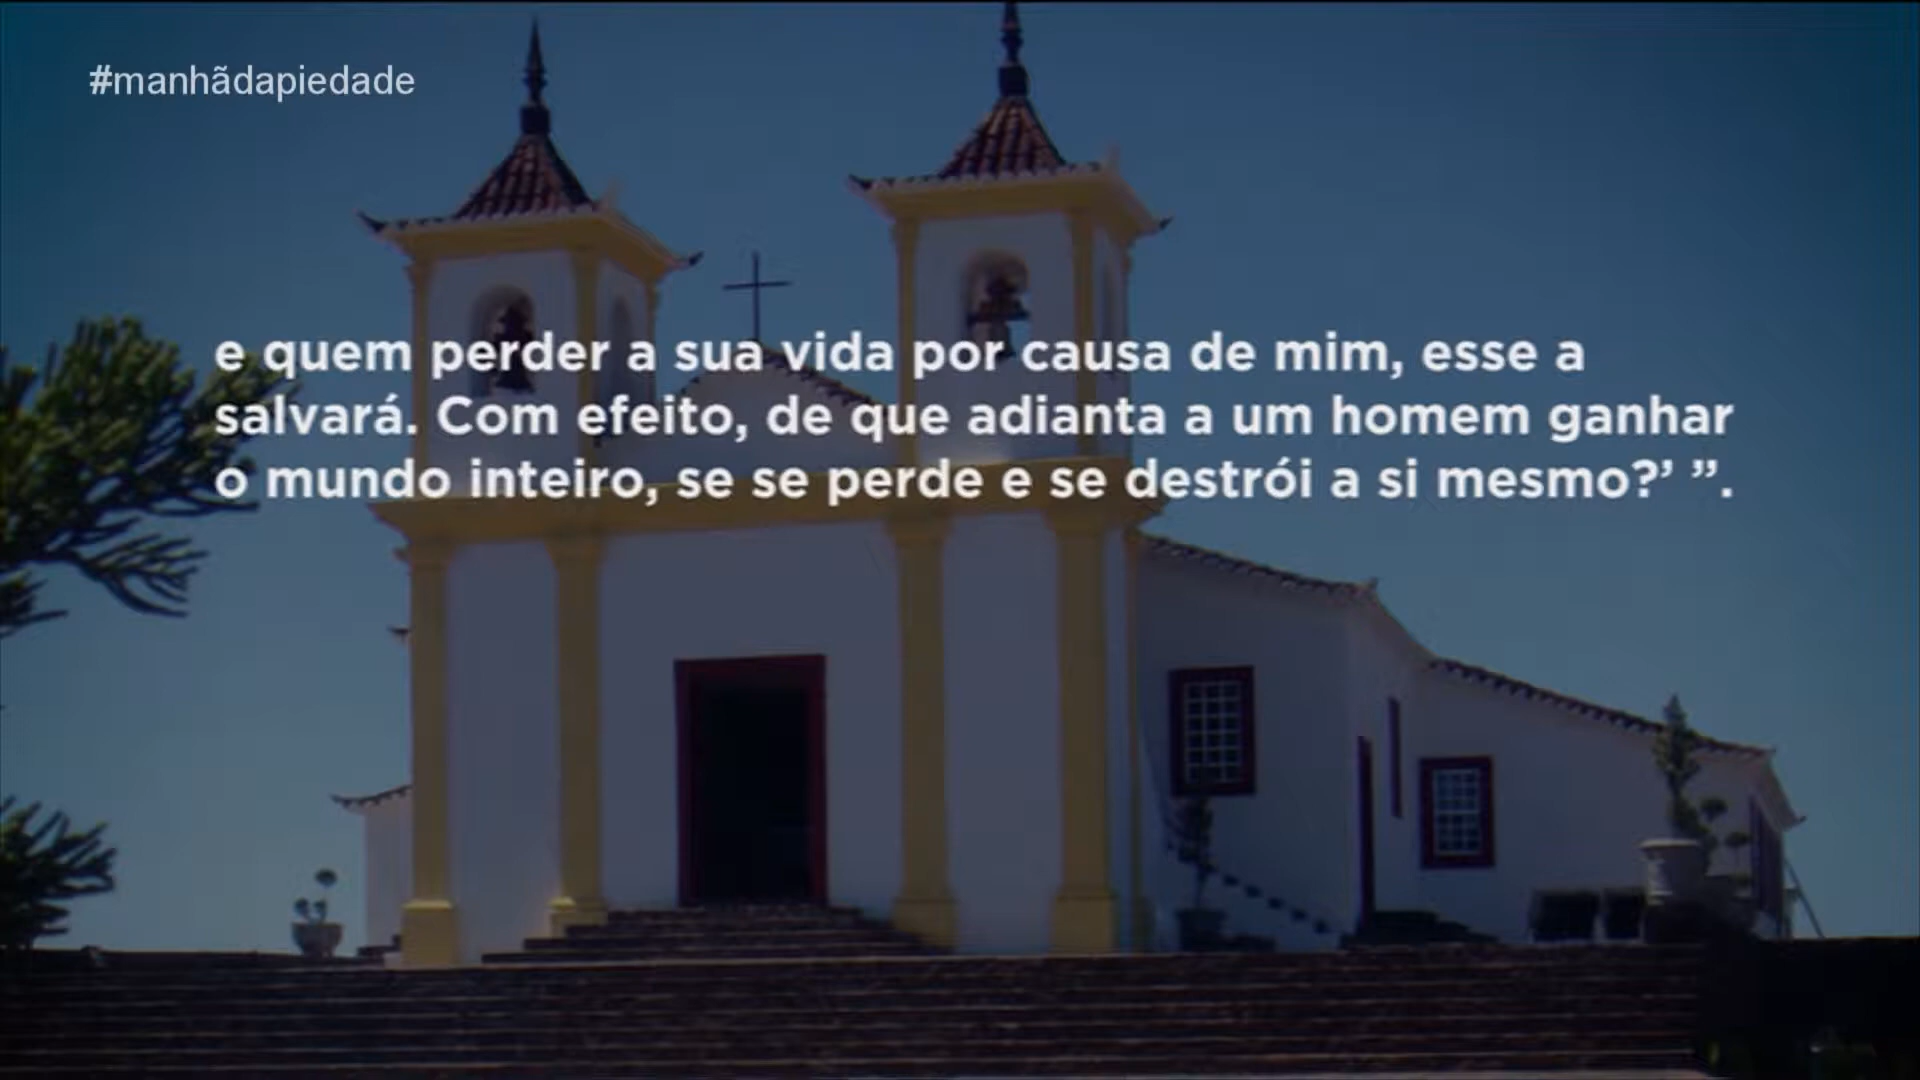 #manhãdapiedade
e quem perder a sua vida por causa de mim, esse a
salvará. Com efeito, de que adianta a um homem ganhar
o mundo inteiro, se se perde e se destrói a si mesmo?’ ”.